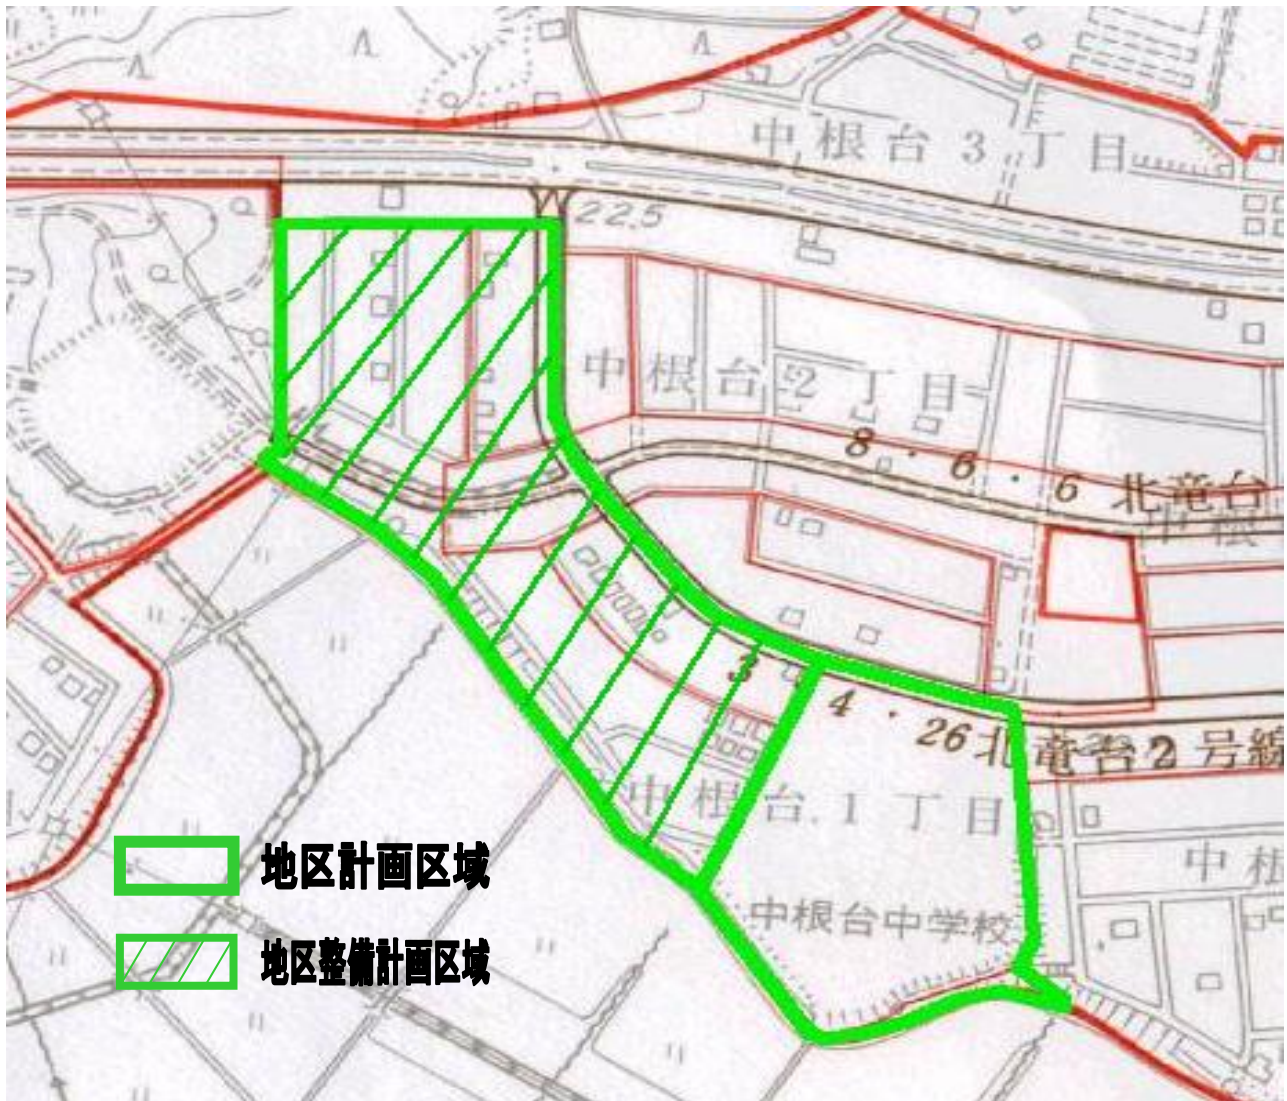 中根台3丁目
22.5
中根台2丁目
8・6・6 北竜台
3・4・26 北竜台2号線
中根台1丁目
中根台中学校
地区計画区域
地区整備計画区域